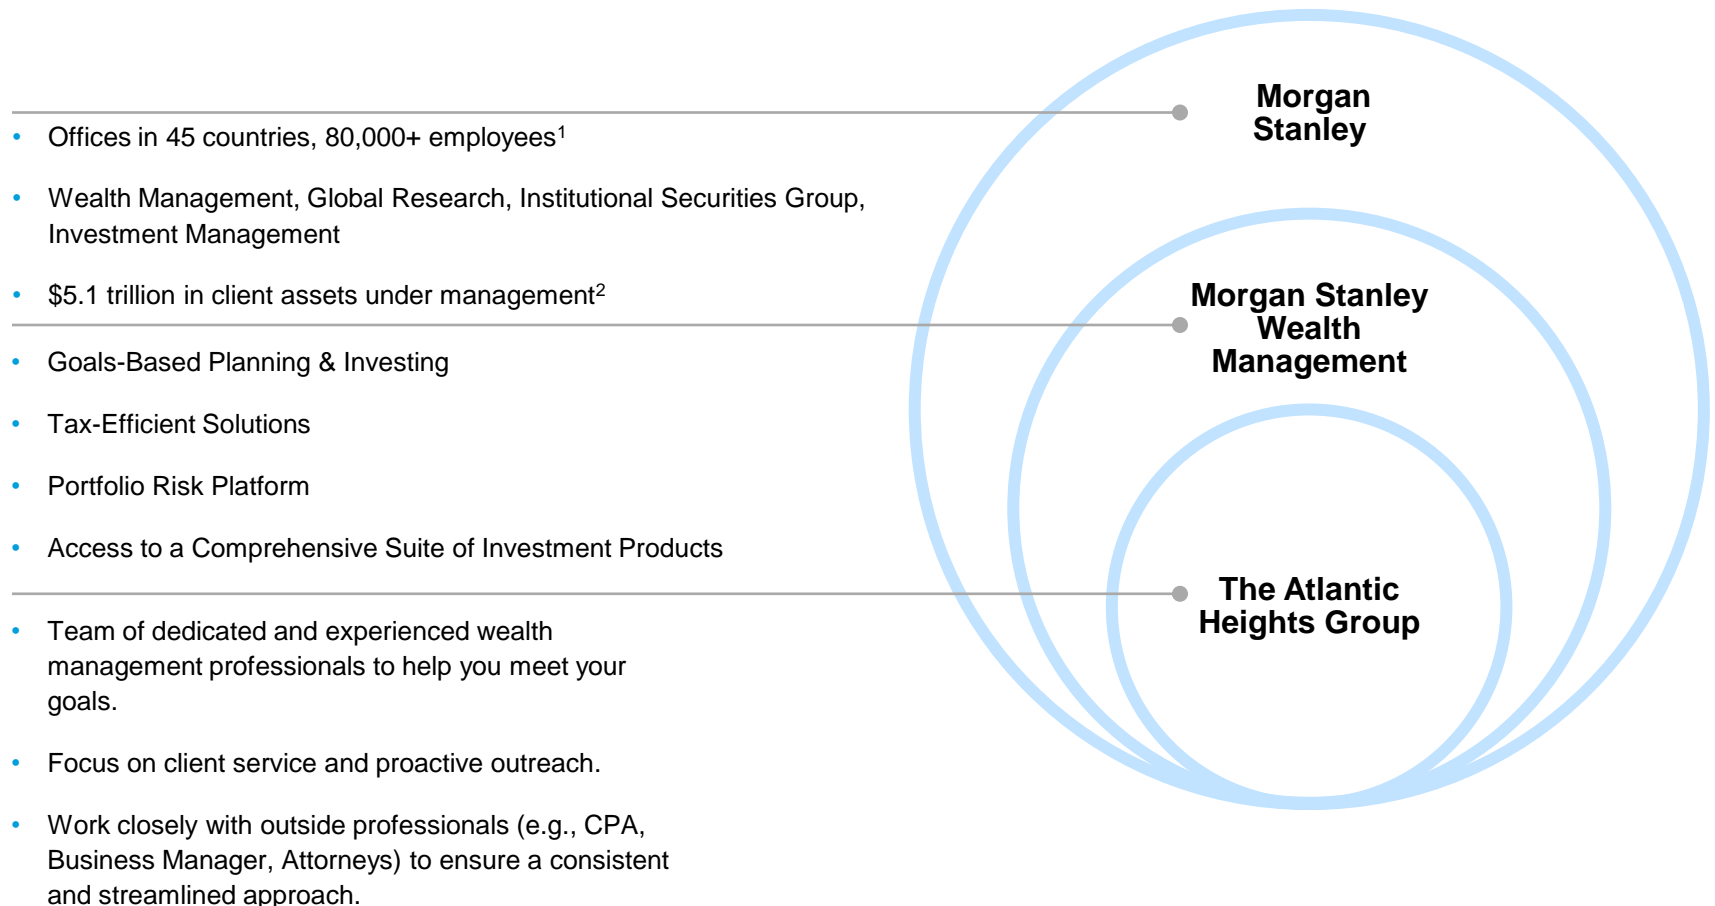 Morgan
Stanley
• Offices in 45 countries, 80,000+ employees¹
• Wealth Management, Global Research, Institutional Securities Group,
Investment Management
• $5.1 trillion in client assets under management²
Morgan Stanley
Wealth
Management
• Goals-Based Planning & Investing
• Tax-Efficient Solutions
• Portfolio Risk Platform
• Access to a Comprehensive Suite of Investment Products
The Atlantic
Heights Group
• Team of dedicated and experienced wealth
management professionals to help you meet your
goals.
• Focus on client service and proactive outreach.
• Work closely with outside professionals (e.g., CPA,
Business Manager, Attorneys) to ensure a consistent
and streamlined approach.